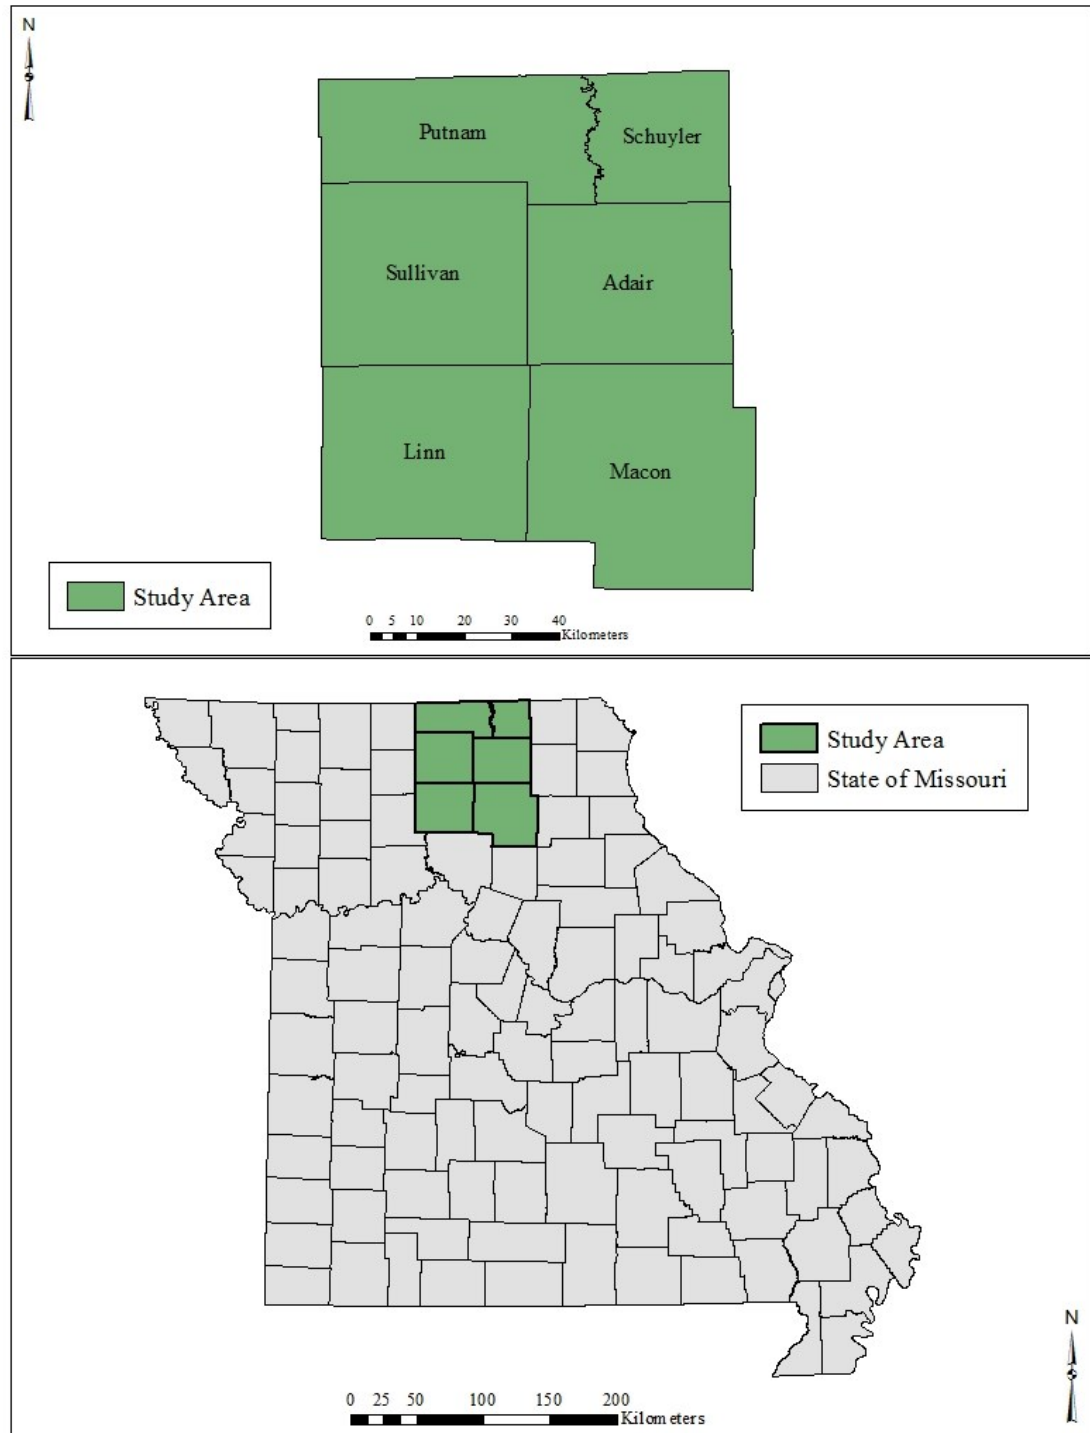 N
Putnam
Schuyler
Sullivan
Adair
Linn
Macon
Study Area
0 5 10 20 30 40
Kilometers
Study Area
State of Missouri
N
0 25 50 100 150 200
Kilometers